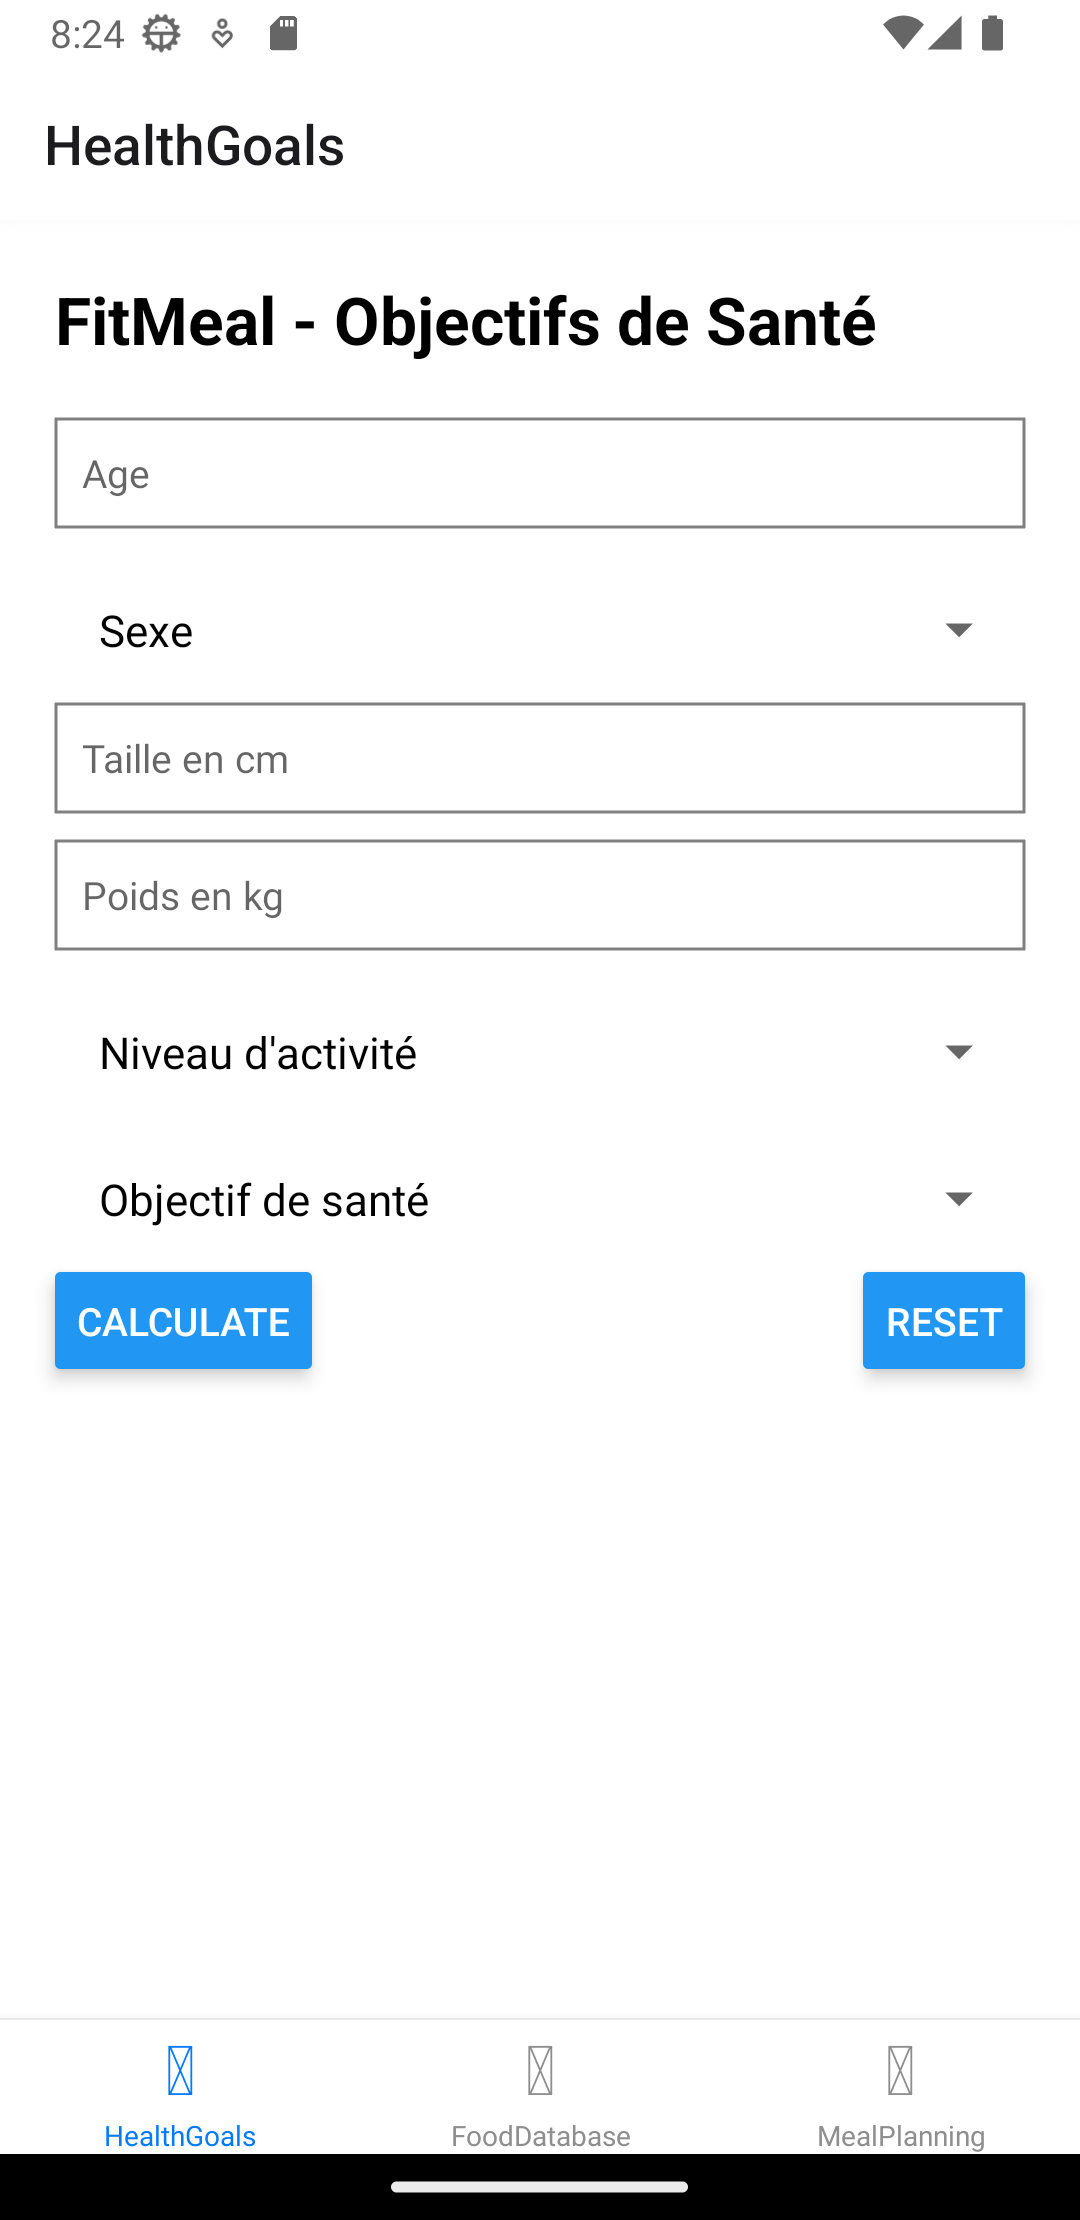 8:24
HealthGoals
FitMeal - Objectifs de Santé
Age
Sexe
Taille en cm
Poids en kg
Niveau d'activité
Objectif de santé
CALCULATE
RESET
HealthGoals
FoodDatabase
MealPlanning